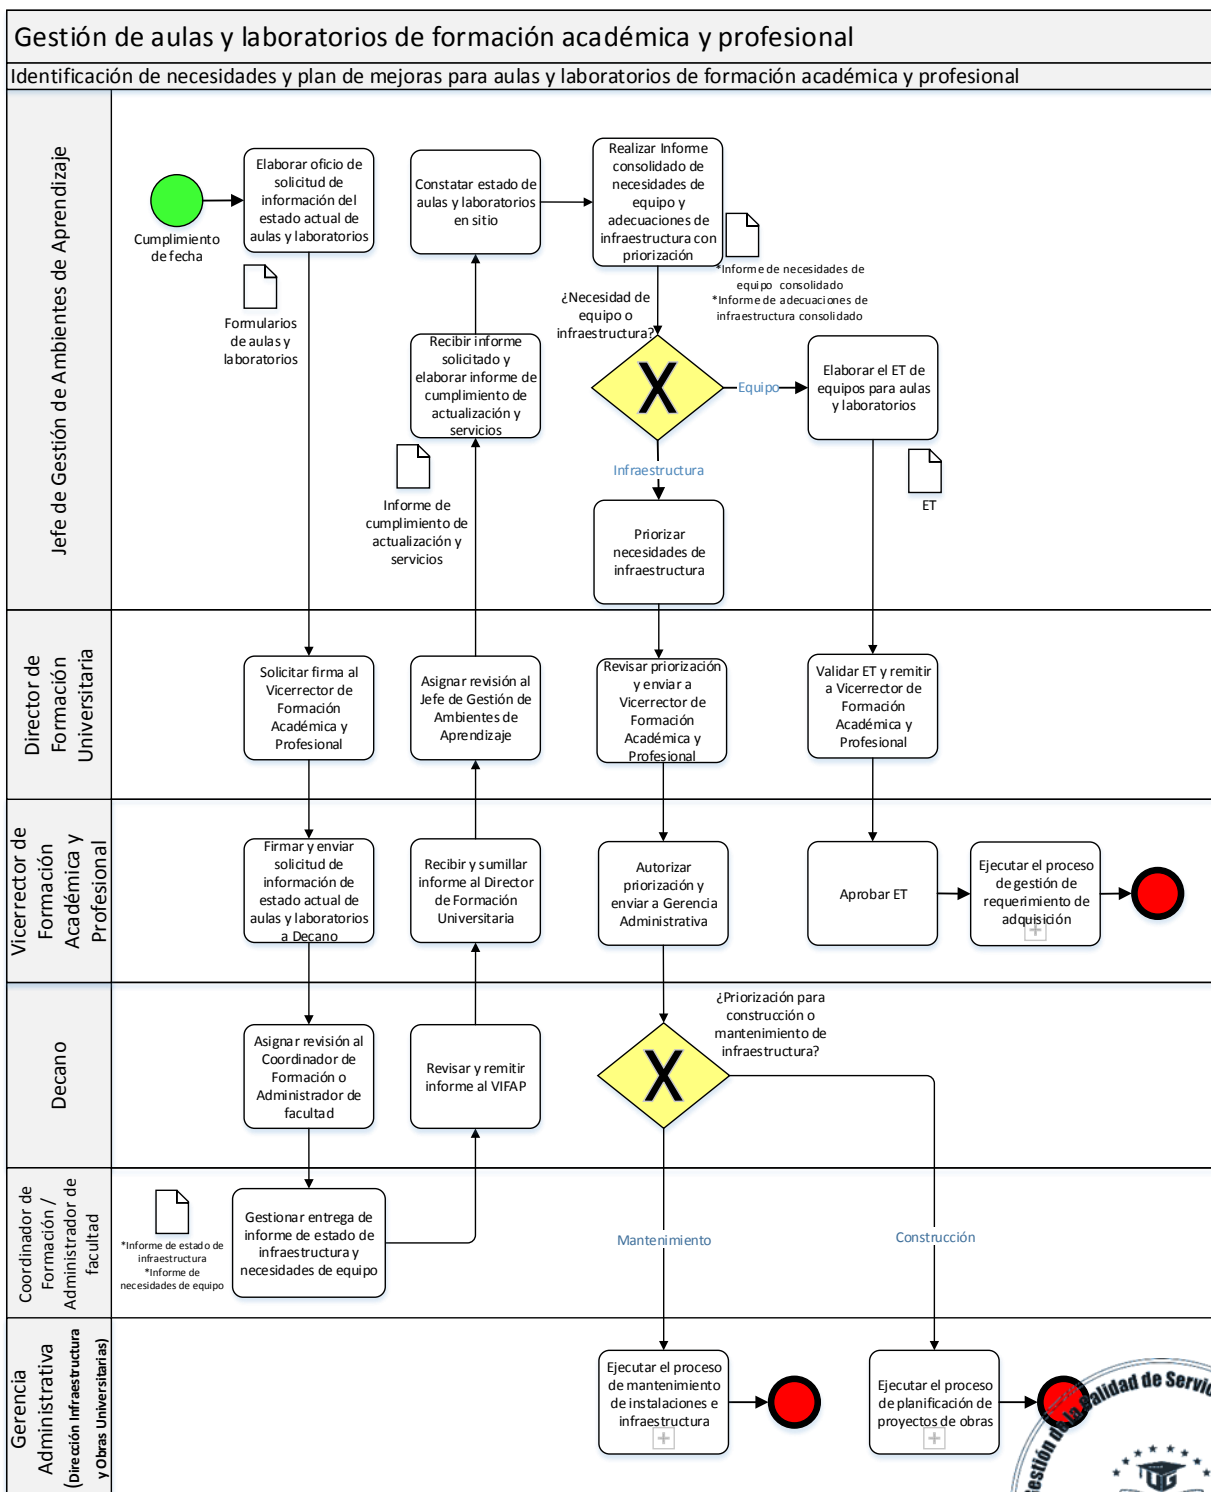 Gestión de aulas y laboratorios de formación académica y profesional
Identificación de necesidades y plan de mejoras para aulas y laboratorios de formación académica y profesional
Jefe de Gestión de Ambientes de Aprendizaje
Cumplimiento
de fecha
Elaborar oficio de
solicitud de
información del
estado actual de
aulas y laboratorios
Formularios
de aulas y
laboratorios
Constatar estado de
aulas y laboratorios
en sitio
Recibir informe
solicitado y
elaborar informe de
cumplimiento de
actualización y
servicios
Informe de
cumplimiento de
actualización y
servicios
Realizar Informe
consolidado de
necesidades de
equipo y
adecuaciones de
infraestructura con
priorización
*Informe de necesidades de
equipo consolidado
*Informe de adecuaciones de
infraestructura consolidado
¿Necesidad de
equipo o
infraestructura?
X
Equipo
Infraestructura
Elaborar el ET de
equipos para aulas
y laboratorios
ET
Priorizar
necesidades de
infraestructura
Director de
Formación
Universitaria
Solicitar firma al
Vicerrector de
Formación
Académica y
Profesional
Asignar revisión al
Jefe de Gestión de
Ambientes de
Aprendizaje
Revisar priorización
y enviar a
Vicerrector de
Formación
Académica y
Profesional
Validar ET y remitir
a Vicerrector de
Formación
Académica y
Profesional
Vicerrector de
Formación
Académica y
Profesional
Firmar y enviar
solicitud de
información de
estado actual de
aulas y laboratorios
a Decano
Recibir y sumillar
informe al Director
de Formación
Universitaria
Autorizar
priorización y
enviar a Gerencia
Administrativa
Aprobar ET
Ejecutar el proceso
de gestión de
requerimiento de
adquisición
Decano
Asignar revisión al
Coordinador de
Formación o
Administrador de
facultad
Revisar y remitir
informe al VIFAP
¿Priorización para
construcción o
mantenimiento de
infraestructura?
X
Coordinador de
Formación /
Administrador de
facultad
*Informe de estado de
infraestructura
*Informe de
necesidades de equipo
Gestionar entrega de
informe de estado de
infraestructura y
necesidades de equipo
Mantenimiento
Construcción
Gerencia
Administrativa
(Dirección Infraestructura
y Obras Universitarias)
Ejecutar el proceso
de mantenimiento
de instalaciones e
infraestructura
Ejecutar el proceso
de planificación de
proyectos de obras
Gestión de la Calidad de Servic
UG